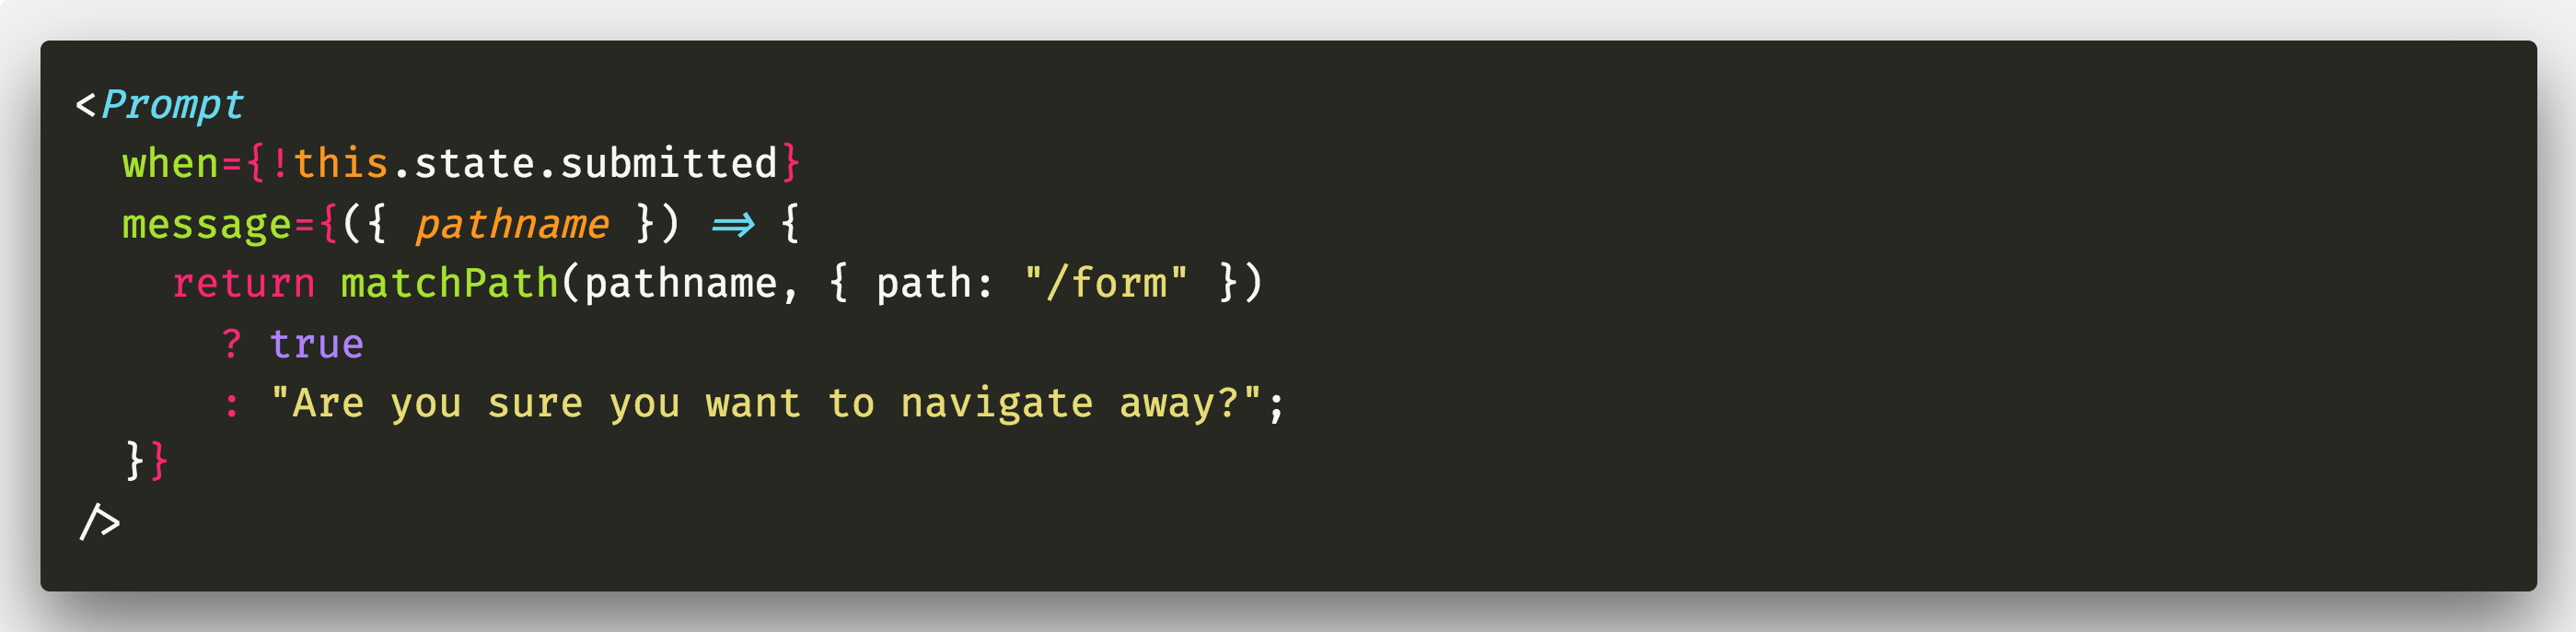 <Prompt
  when={!this.state.submitted}
  message={({ pathname }) => {
    return matchPath(pathname, { path: "/form" })
      ? true
      : "Are you sure you want to navigate away?";
  }}
/>